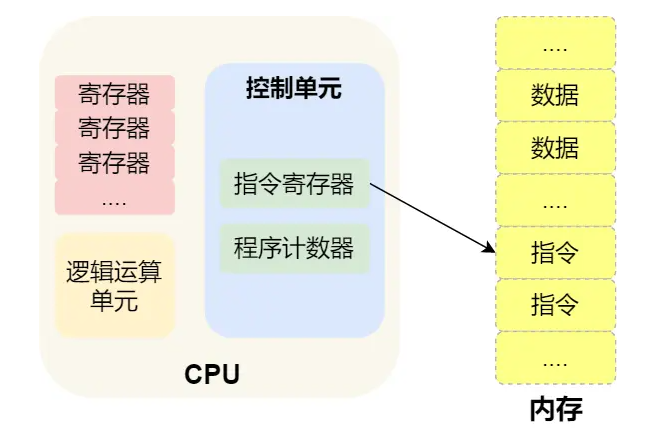 寄存器
寄存器
寄存器
....
逻辑运算
单元
控制单元
指令寄存器
程序计数器
CPU
....
数据
数据
....
指令
指令
....
内存